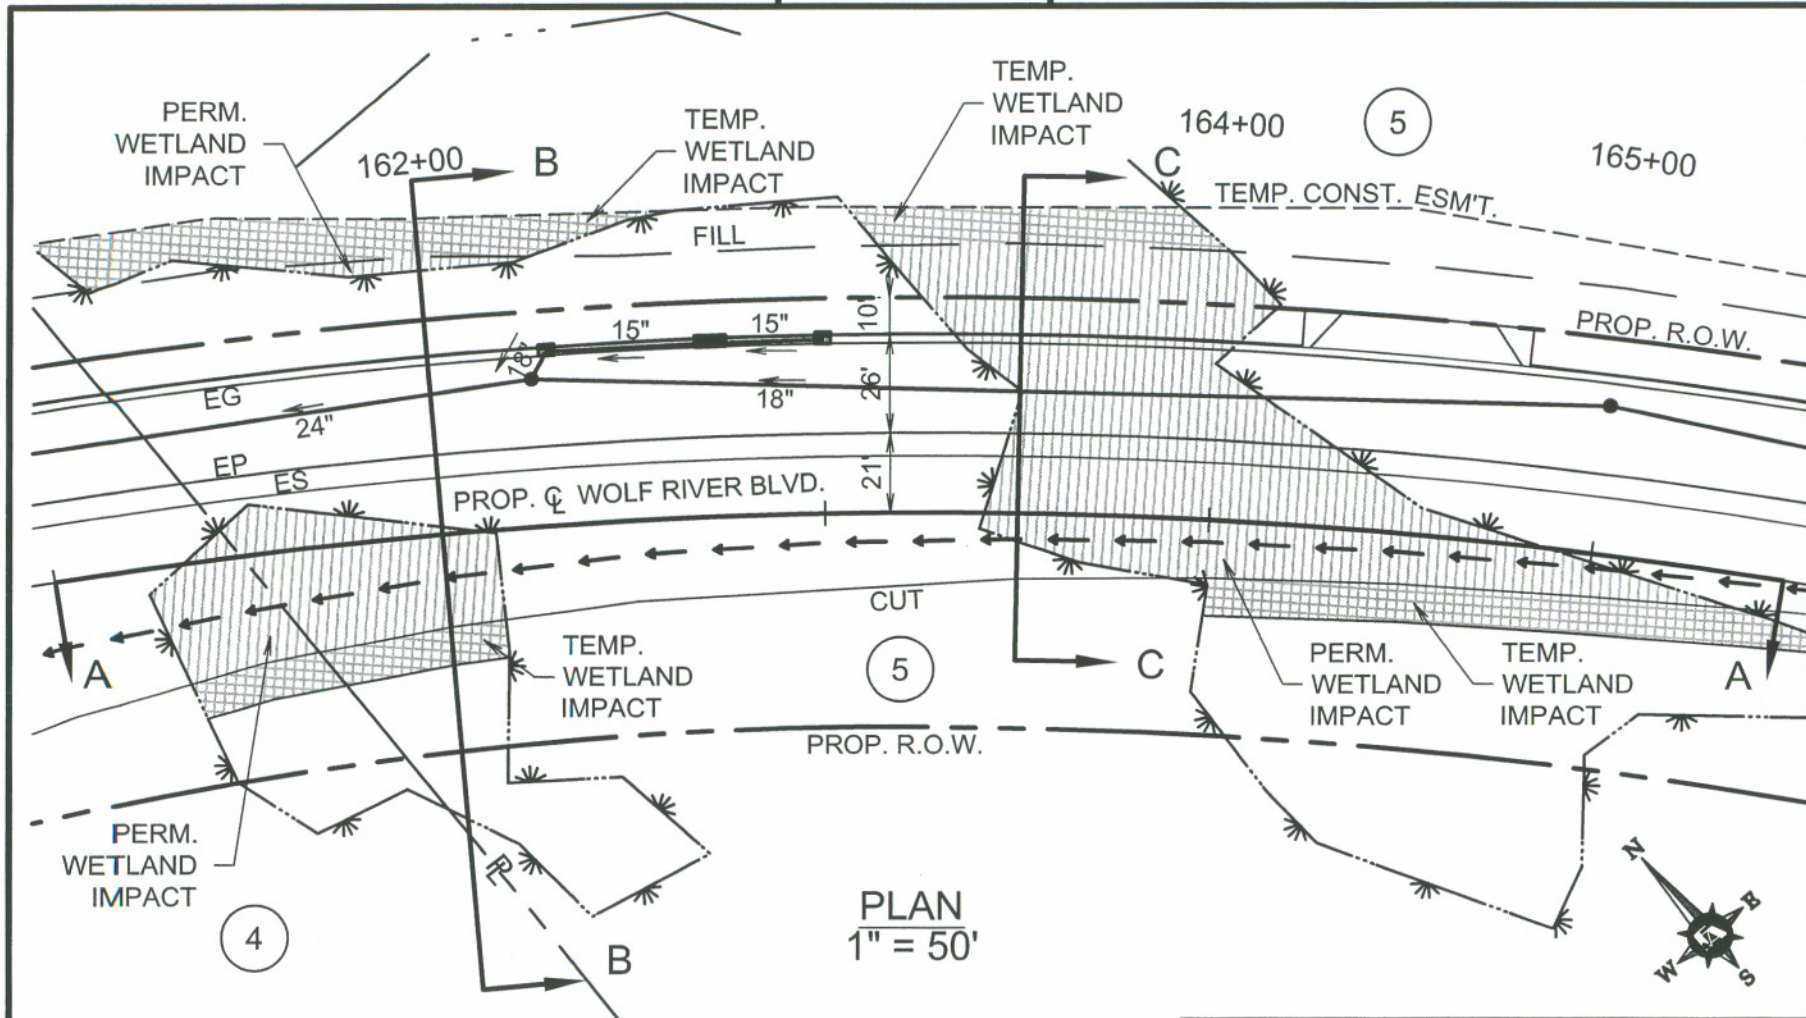 TEMP.
WETLAND
IMPACT
PERM.
WETLAND
IMPACT
TEMP.
WETLAND
IMPACT
162+00
B
C
164+00
5
165+00
TEMP. CONST. ESM'T.
FILL
10'
15"
15"
18"
PROP. R.O.W.
EG
24"
18"
26'
EP
ES
21'
PROP. ℄ WOLF RIVER BLVD.
CUT
A
TEMP.
WETLAND
IMPACT
5
C
PERM.
WETLAND
IMPACT
TEMP.
WETLAND
IMPACT
A
PROP. R.O.W.
PERM.
WETLAND
IMPACT
PL
4
B
PLAN
1" = 50'
N
E
W
S